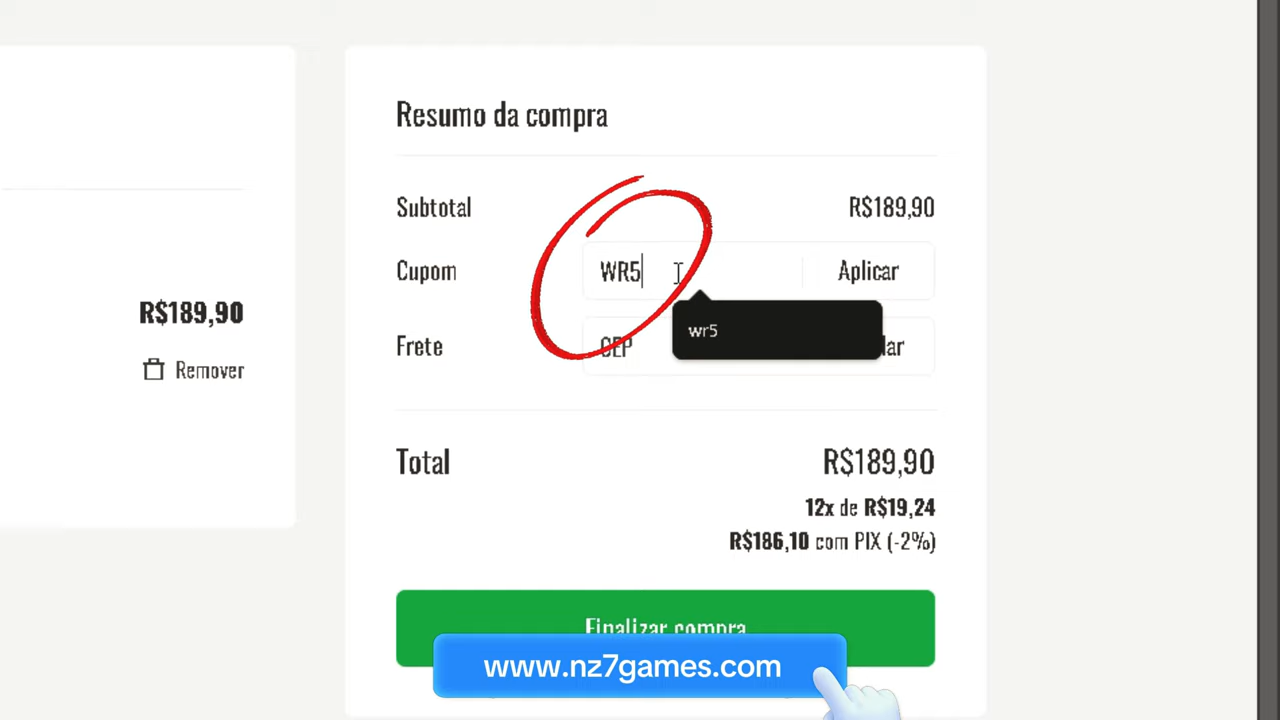 Resumo da compra
Subtotal
R$189,90
Cupom
WR5
Aplicar
wr5
R$189,90
Remover
Frete
CEP
Total
R$189,90
12x de R$19,24
R$186,10 com PIX (-2%)
Finalizar compra
www.nz7games.com